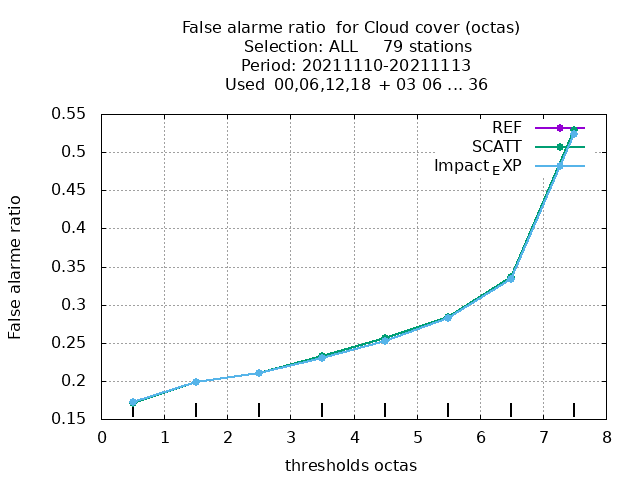 False alarme ratio  for Cloud cover (octas)
Selection: ALL     79 stations
Period: 20211110-20211113
Used  00,06,12,18  + 03 06 ... 36
REF
SCATT
Impact_EXP
False alarme ratio
0.55
0.5
0.45
0.4
0.35
0.3
0.25
0.2
0.15
0 1 2 3 4 5 6 7 8
thresholds octas